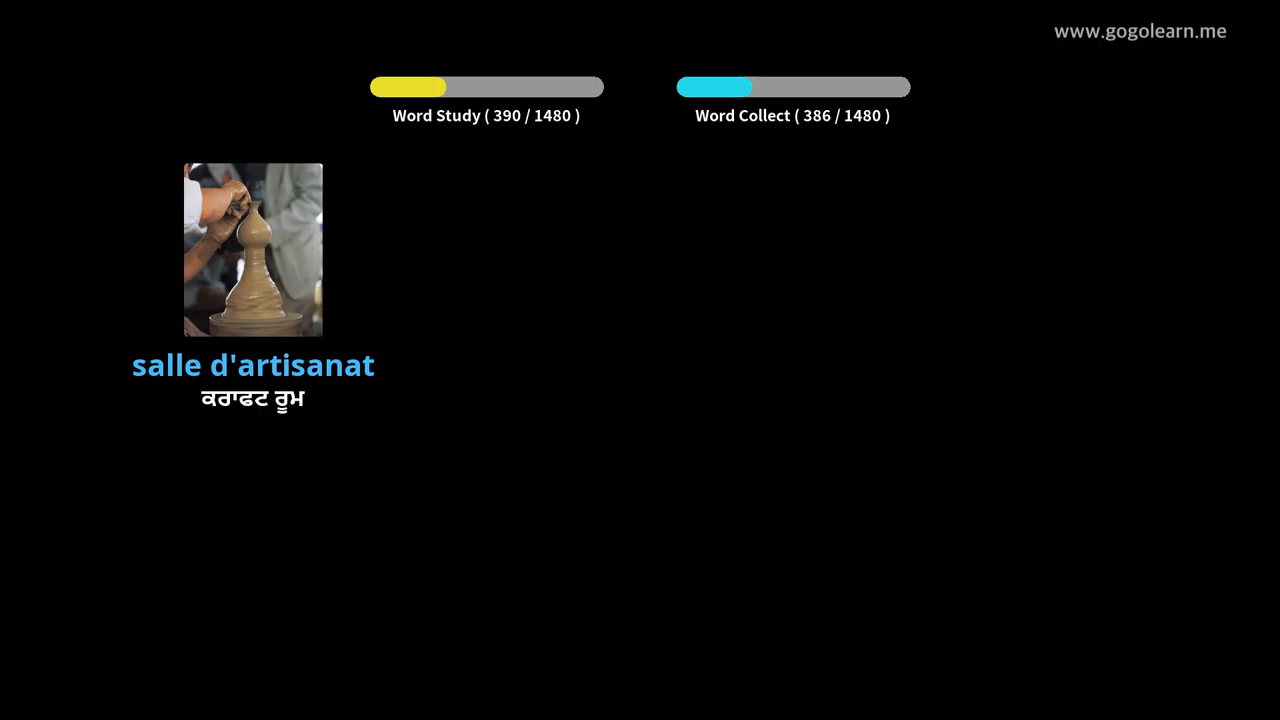 www.gogolearn.me
Word Study ( 390 / 1480 )
Word Collect ( 386 / 1480 )
salle d'artisanat
ਕਰਾਫਟ ਰੂਮ